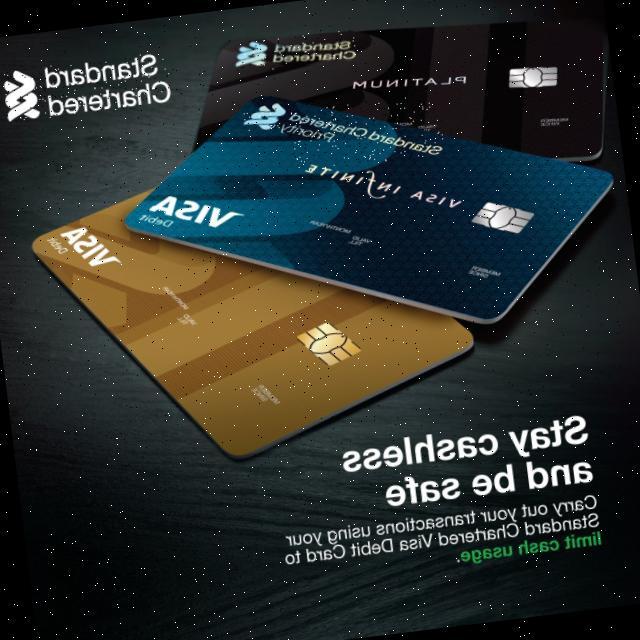 Standard
Chartered
Standard
Chartered
PLATINUM
Standard Chartered
Priority
VISA INFINITE
VISA
Debit
VISA
Debit
Stay cashless
and be safe
Carry out your transactions using your
Standard Chartered Visa Debit Card to
limit cash usage.